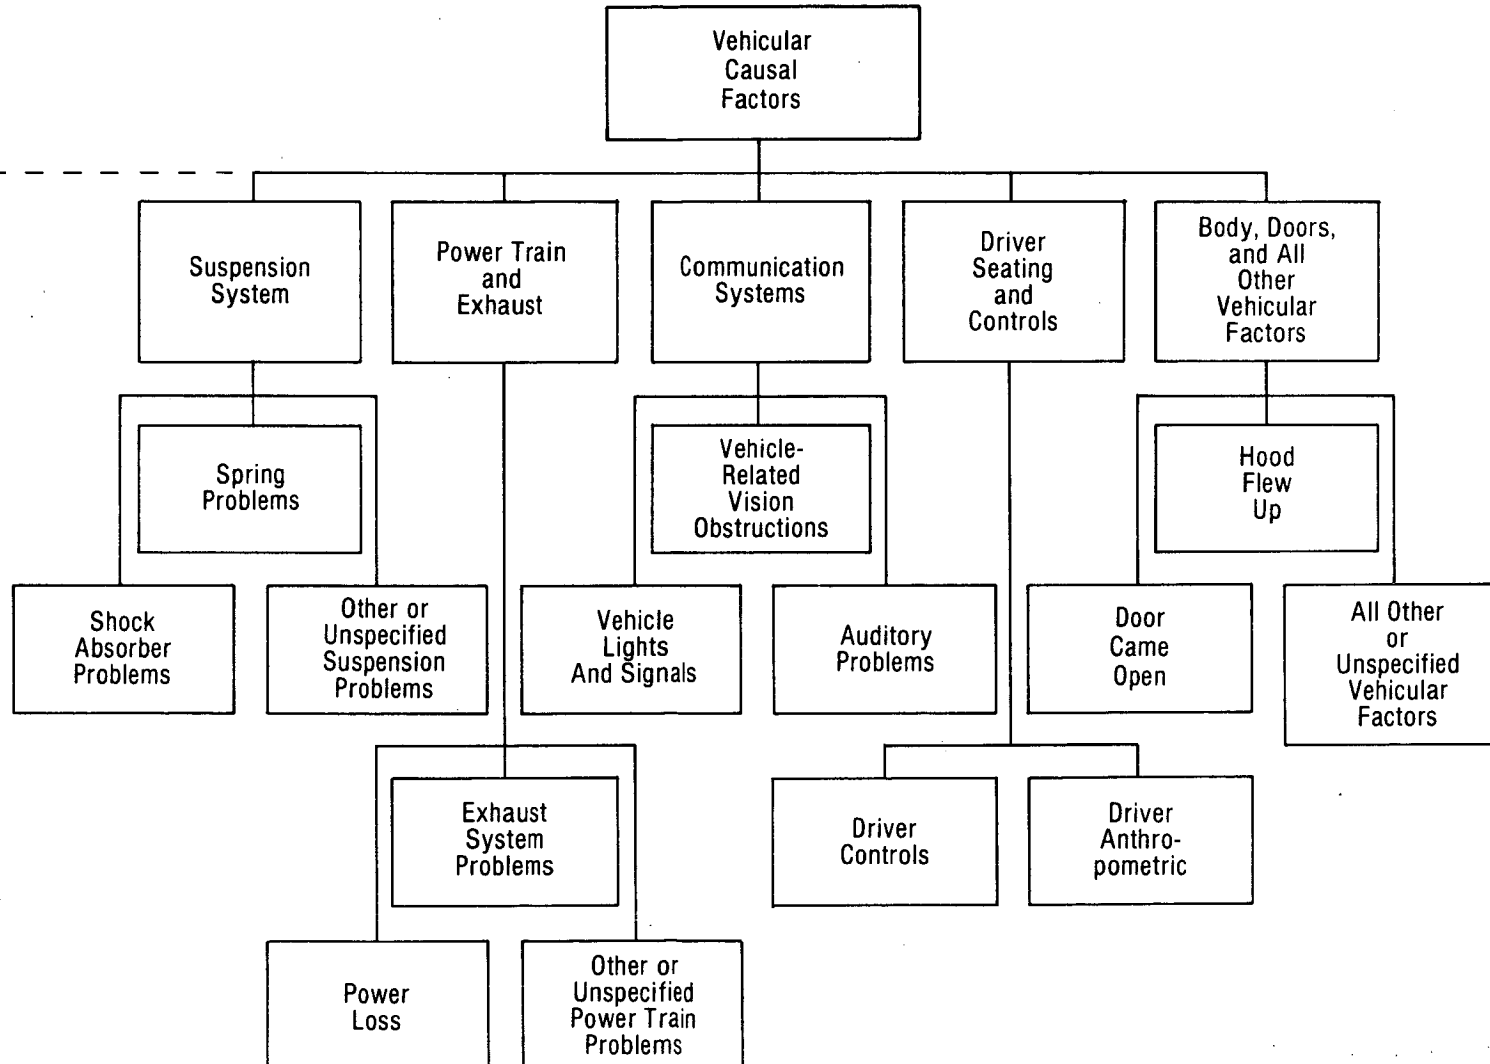 Vehicular
Causal
Factors
Suspension
System
Power Train
and
Exhaust
Communication
Systems
Driver
Seating
and
Controls
Body, Doors,
and All
Other
Vehicular
Factors
Spring
Problems
Vehicle-
Related
Vision
Obstructions
Hood
Flew
Up
Shock
Absorber
Problems
Other or
Unspecified
Suspension
Problems
Vehicle
Lights
And Signals
Auditory
Problems
Door
Came
Open
All Other
or
Unspecified
Vehicular
Factors
Exhaust
System
Problems
Driver
Controls
Driver
Anthro-
pometric
Power
Loss
Other or
Unspecified
Power Train
Problems